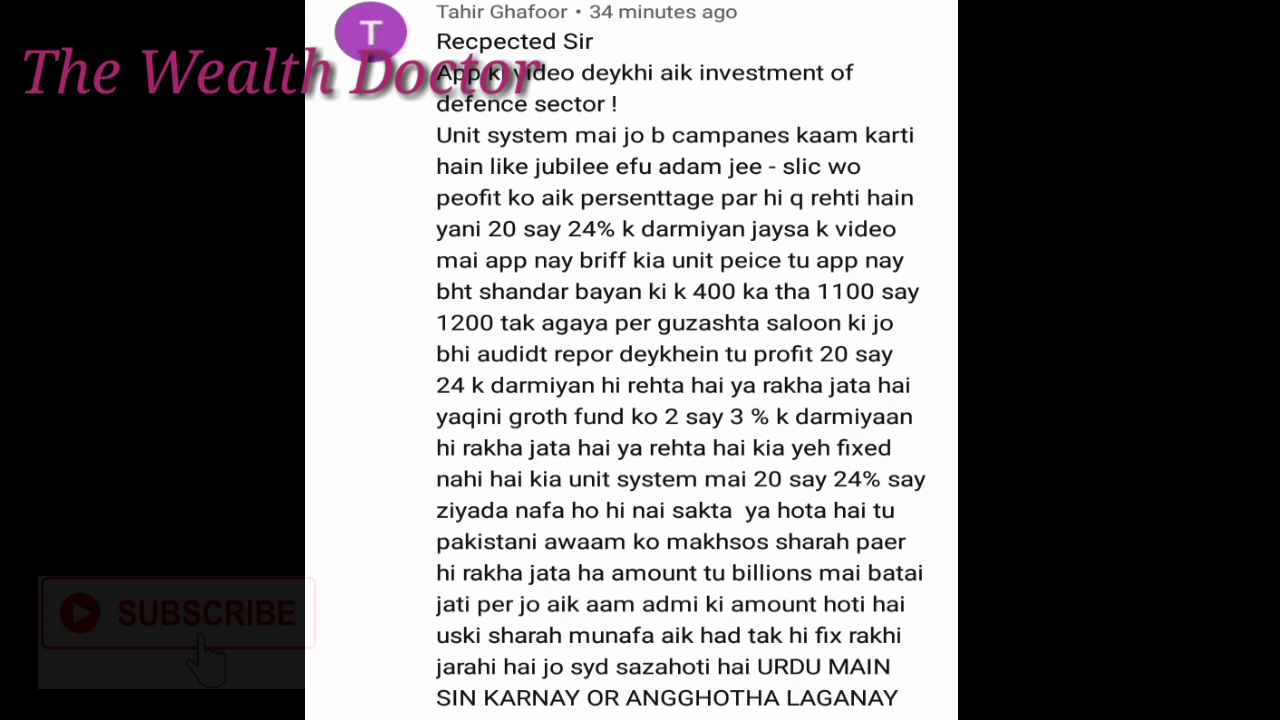 The Wealth Doctor
T
Tahir Ghafoor • 34 minutes ago
Recpected Sir
App ki video deykhi aik investment of
defence sector !
Unit system mai jo b campanes kaam karti
hain like jubilee efu adam jee - slic wo
peofit ko aik persenttage par hi q rehti hain
yani 20 say 24% k darmiyan jaysa k video
mai app nay briff kia unit peice tu app nay
bht shandar bayan ki k 400 ka tha 1100 say
1200 tak agaya per guzashta saloon ki jo
bhi audidt repor deykhein tu profit 20 say
24 k darmiyan hi rehta hai ya rakha jata hai
yaqini groth fund ko 2 say 3 % k darmiyaan
hi rakha jata hai ya rehta hai kia yeh fixed
nahi hai kia unit system mai 20 say 24% say
ziyada nafa ho hi nai sakta  ya hota hai tu
pakistani awaam ko makhsos sharah paer
hi rakha jata ha amount tu billions mai batai
jati per jo aik aam admi ki amount hoti hai
uski sharah munafa aik had tak hi fix rakhi
jarahi hai jo syd sazahoti hai URDU MAIN
SIN KARNAY OR ANGGHOTHA LAGANAY
SUBSCRIBE